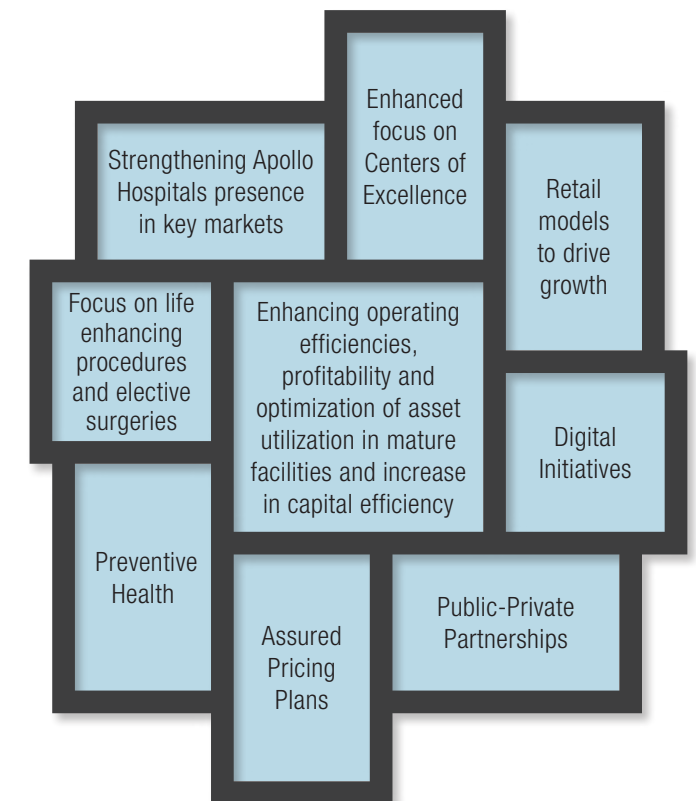 Enhanced
focus on
Centers of
Excellence
Strengthening Apollo
Hospitals presence
in key markets
Retail
models
to drive
growth
Focus on life
enhancing
procedures
and elective
surgeries
Enhancing operating
efficiencies,
profitability and
optimization of asset
utilization in mature
facilities and increase
in capital efficiency
Digital
Initiatives
Preventive
Health
Assured
Pricing
Plans
Public-Private
Partnerships